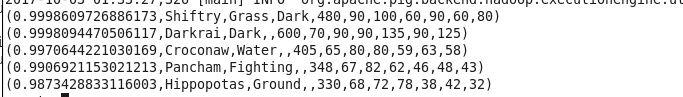 (0.9998609726886173,Shiftry,Grass,Dark,480,90,100,60,90,60,80)
(0.9998094470506117,Darkrai,Dark,,600,70,90,90,135,90,125)
(0.9970644221030169,Croconaw,Water,,405,65,80,80,59,63,58)
(0.9906921153021213,Pancham,Fighting,,348,67,82,62,46,48,43)
(0.9873428833116003,Hippopotas,Ground,,330,68,72,78,38,42,32)